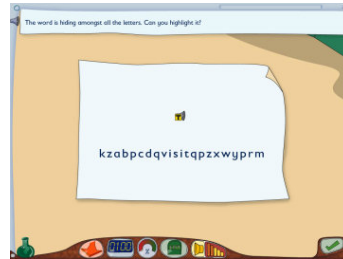 The word is hiding amongst all the letters. Can you highlight it?
T
kzabpcdqvisitqpzxwyprm